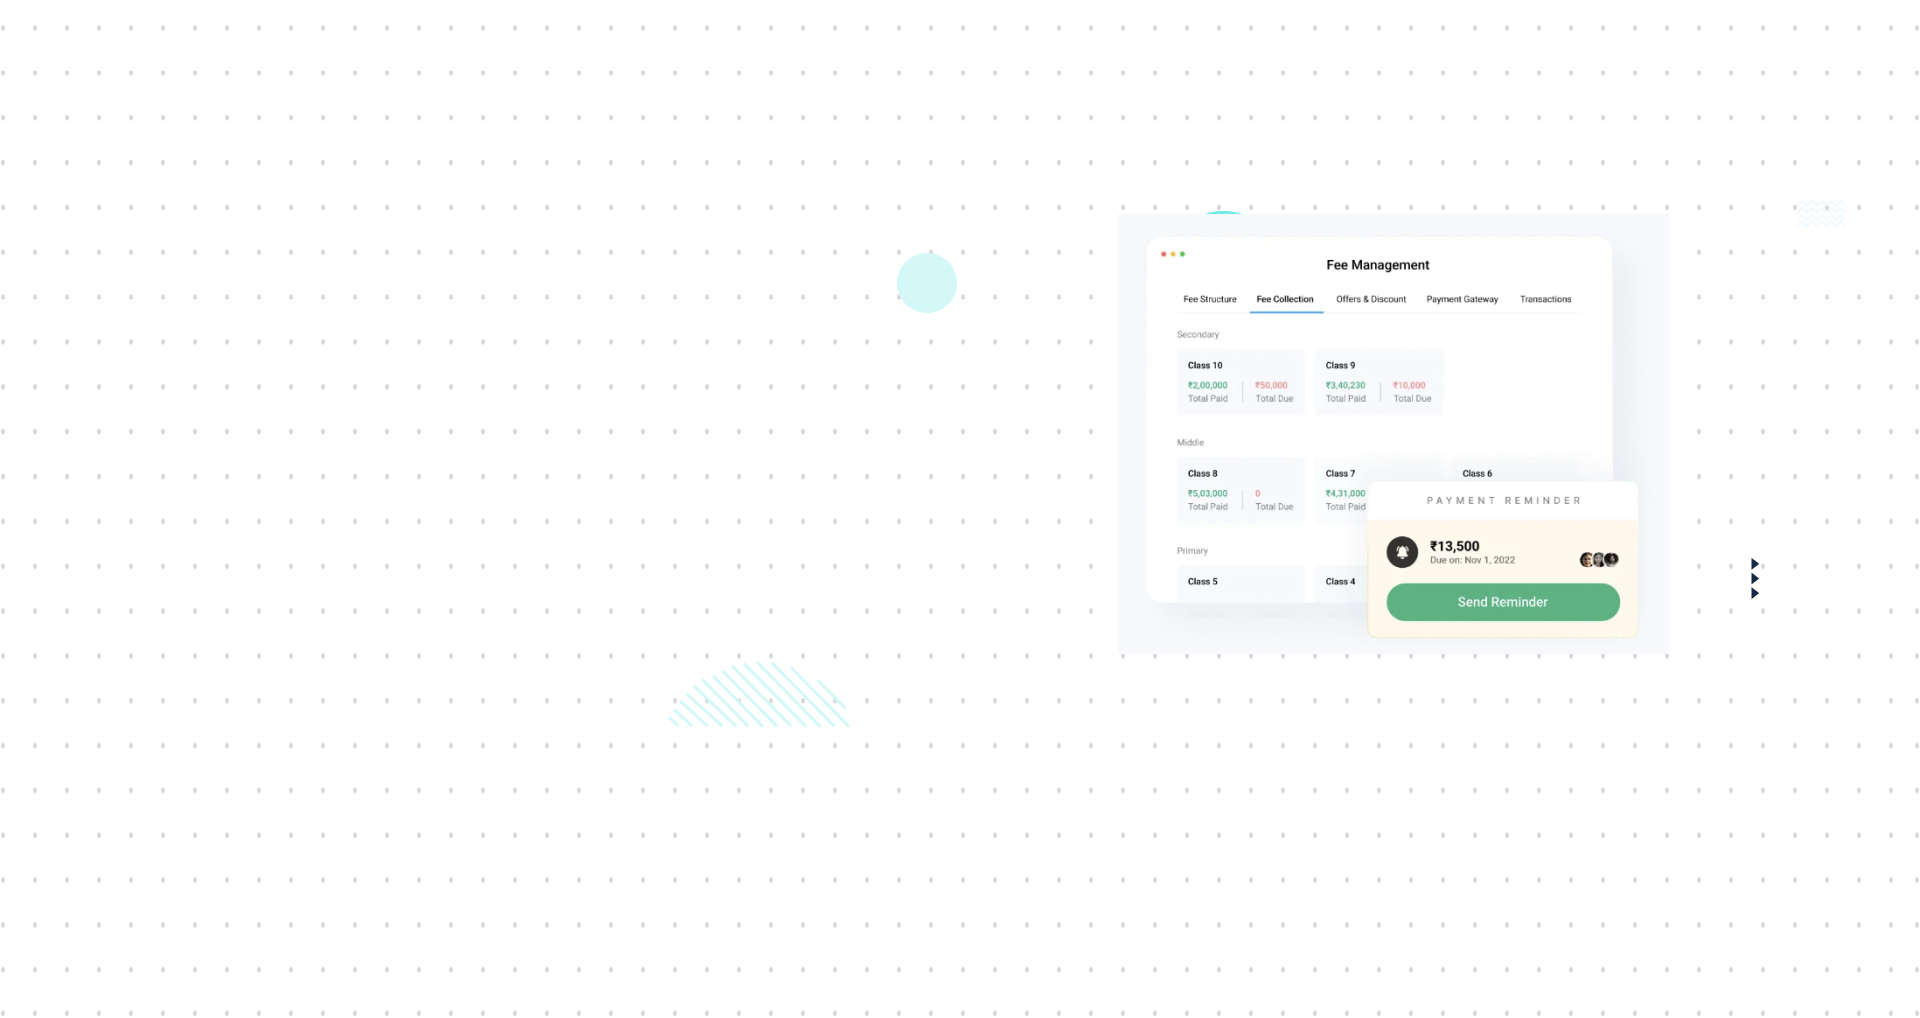 Fee Management
Fee Structure Fee Collection Offers & Discount Payment Gateway Transactions
Secondary
Class 10 Class 9
₹2,00,000 ₹50,000 ₹3,40,230 ₹10,000
Total Paid Total Due Total Paid Total Due
Middle
Class 8 Class 7 Class 6
₹5,03,000 0 ₹4,31,000
Total Paid Total Due Total Paid
PAYMENT REMINDER
₹13,500
Due on: Nov 1, 2022
Send Reminder
Primary
Class 5 Class 4